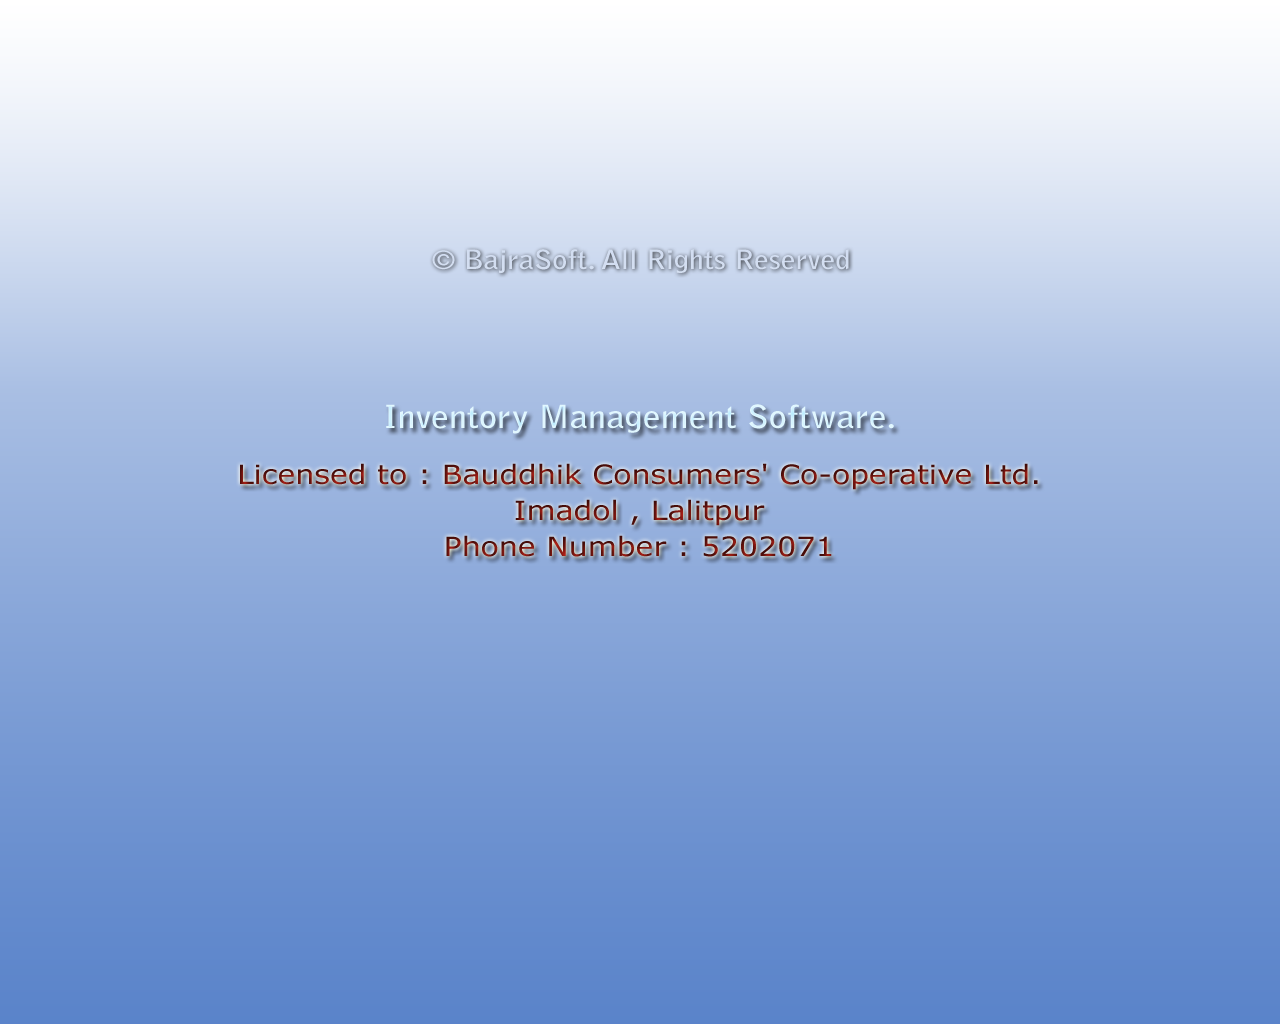 © BajraSoft. All Rights Reserved
Inventory Management Software.
Licensed to : Bauddhik Consumers' Co-operative Ltd.
Imadol , Lalitpur
Phone Number : 5202071